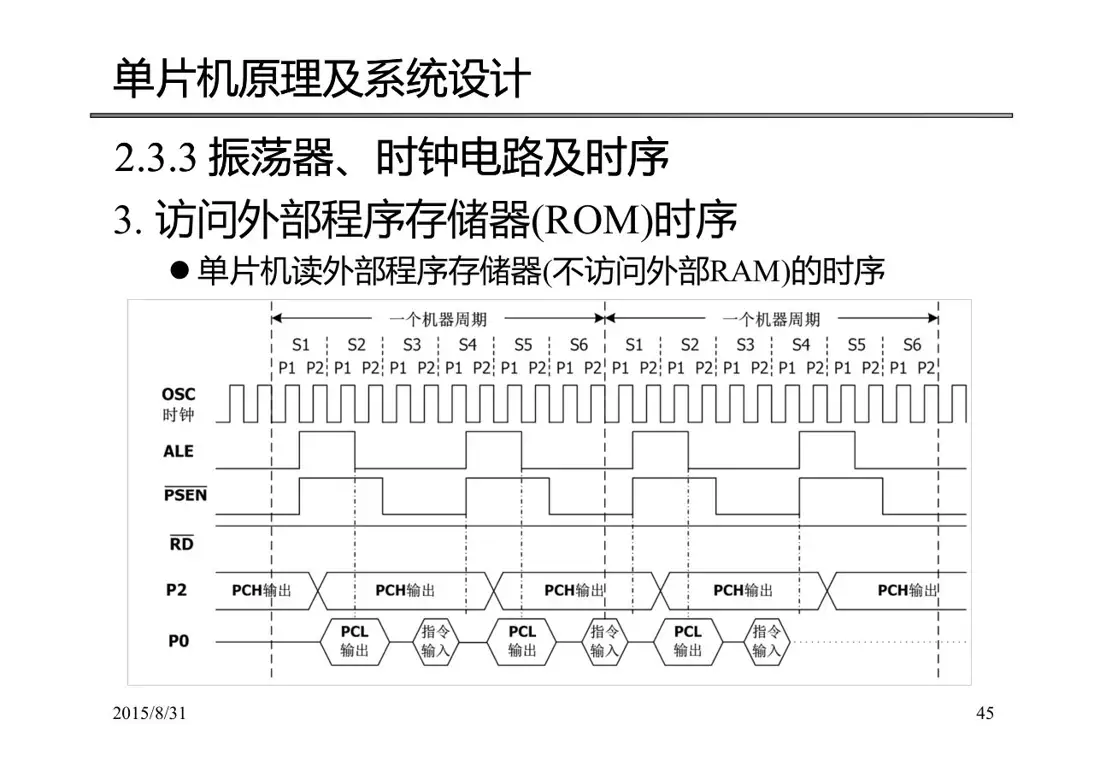 单片机原理及系统设计
2.3.3 振荡器、时钟电路及时序
3. 访问外部程序存储器(ROM)时序
● 单片机读外部程序存储器(不访问外部RAM)的时序
一个机器周期 一个机器周期
S1 S2 S3 S4 S5 S6 S1 S2 S3 S4 S5 S6
P1 P2 P1 P2 P1 P2 P1 P2 P1 P2 P1 P2 P1 P2 P1 P2 P1 P2 P1 P2 P1 P2 P1 P2
OSC
时钟
ALE
PSEN
RD
P2 PCH输出 PCH输出 PCH输出 PCH输出 PCH输出
P0 PCL 指令 PCL 指令 PCL 指令
输出 输入 输出 输入 输出 输入
2015/8/31 45